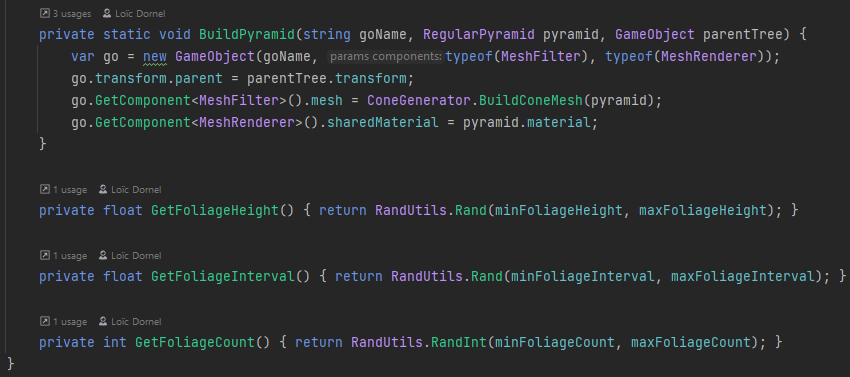 3 usages Loïc Dornel
private static void BuildPyramid(string goName, RegularPyramid pyramid, GameObject parentTree) {
var go = new GameObject(goName, params components: typeof(MeshFilter), typeof(MeshRenderer));
go.transform.parent = parentTree.transform;
go.GetComponent<MeshFilter>().mesh = ConeGenerator.BuildConeMesh(pyramid);
go.GetComponent<MeshRenderer>().sharedMaterial = pyramid.material;
}
1 usage Loïc Dornel
private float GetFoliageHeight() { return RandUtils.Rand(minFoliageHeight, maxFoliageHeight); }
1 usage Loïc Dornel
private float GetFoliageInterval() { return RandUtils.Rand(minFoliageInterval, maxFoliageInterval); }
1 usage Loïc Dornel
private int GetFoliageCount() { return RandUtils.RandInt(minFoliageCount, maxFoliageCount); }
}